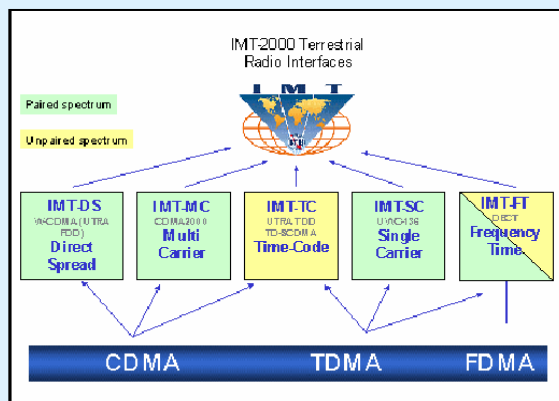 IMT-2000 Terrestrial
Radio Interfaces
I M T
Paired spectrum
Unpaired spectrum
IMT-DS
W-CDMA (UTRA
FDD)
Direct
Spread
IMT-MC
CDMA2000
Multi
Carrier
IMT-TC
UTRA TDD
TD-SCDMA
Time-Code
IMT-SC
UWC-136
Single
Carrier
IMT-FT
DECT
Frequency
Time
CDMA TDMA FDMA